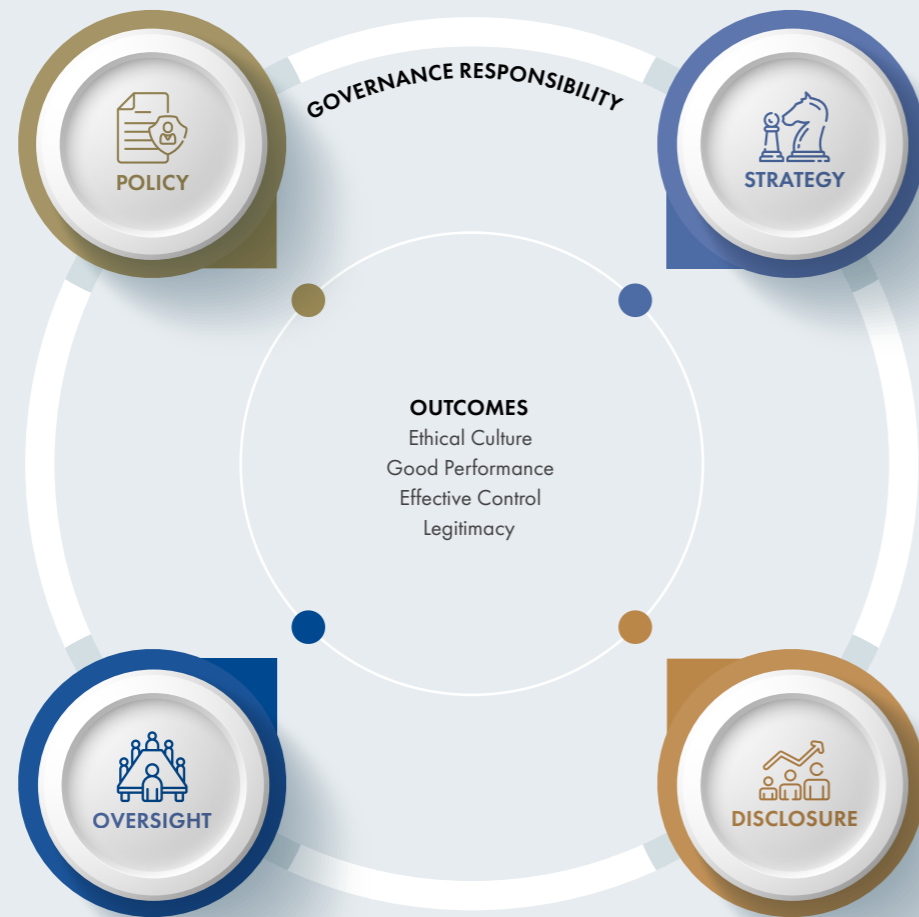 GOVERNANCE RESPONSIBILITY
POLICY
STRATEGY
OUTCOMES
Ethical Culture
Good Performance
Effective Control
Legitimacy
OVERSIGHT
DISCLOSURE